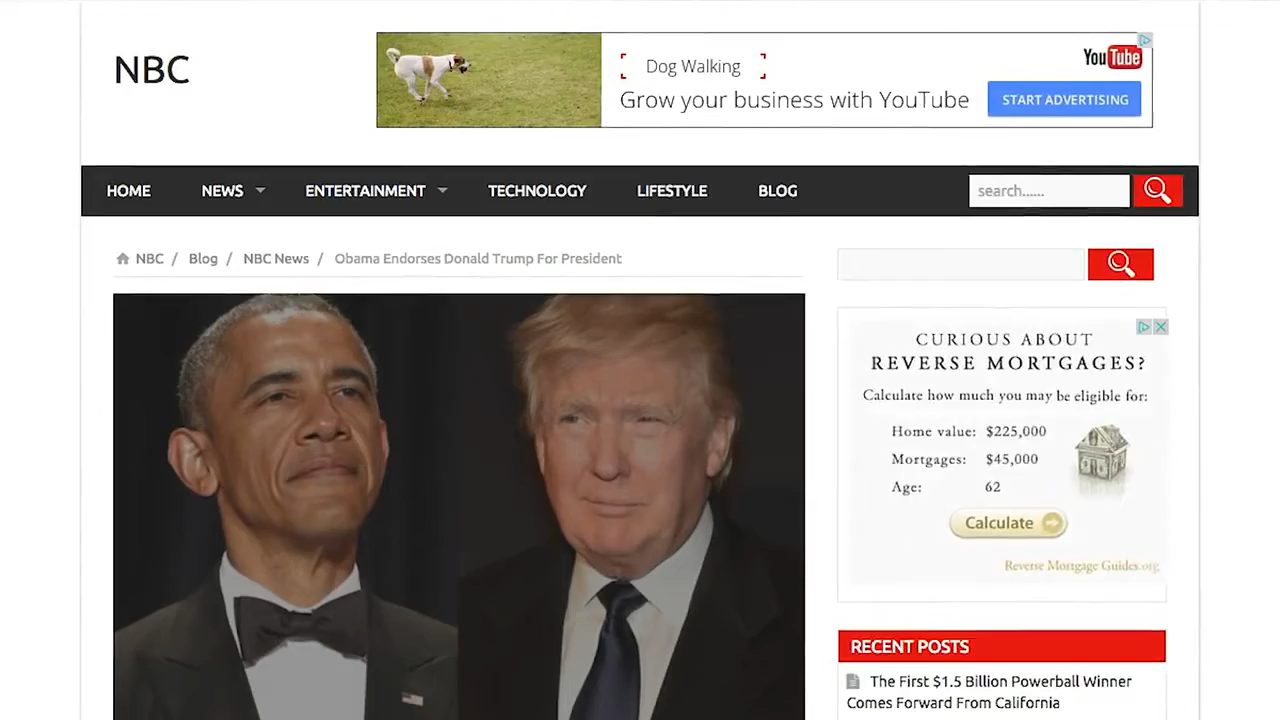 NBC
Dog Walking
Grow your business with YouTube
YouTube
START ADVERTISING
HOME
NEWS
ENTERTAINMENT
TECHNOLOGY
LIFESTYLE
BLOG
search......
NBC / Blog / NBC News / Obama Endorses Donald Trump For President
CURIOUS ABOUT
REVERSE MORTGAGES?
Calculate how much you may be eligible for:
Home value: $225,000
Mortgages: $45,000
Age: 62
Calculate
Reverse Mortgage Guides.org
RECENT POSTS
The First $1.5 Billion Powerball Winner
Comes Forward From California